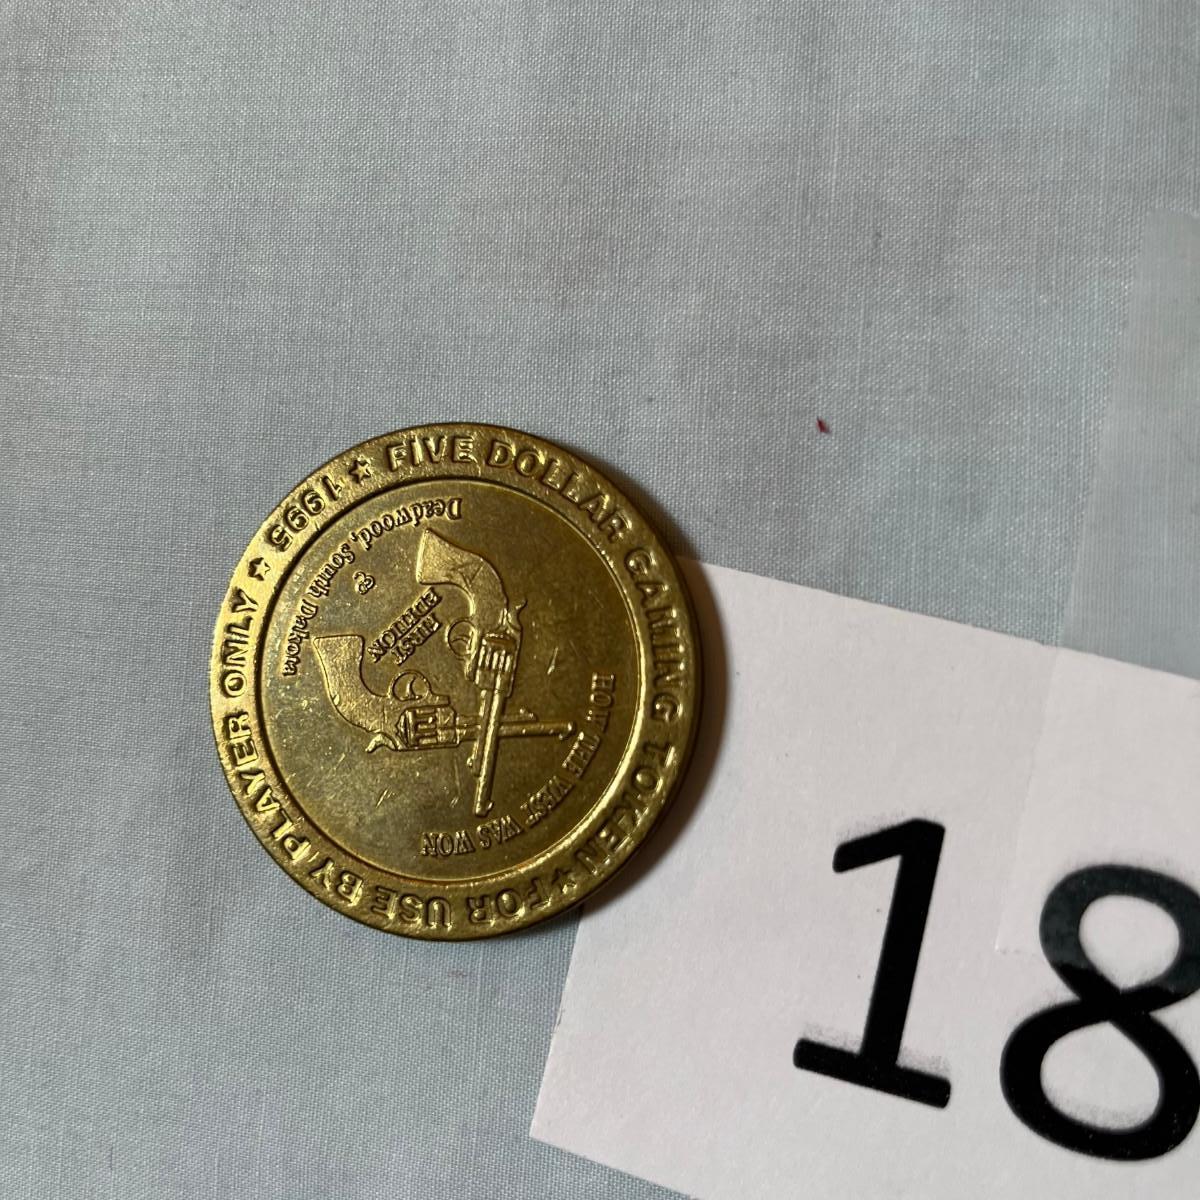 ★ FIVE DOLLAR GAMING TOKEN
★ FOR USE BY PLAYER ONLY
★ 1995
HOW THE WEST WAS WON
FIRST
EDITION
&
Deadwood, South Dakota
18